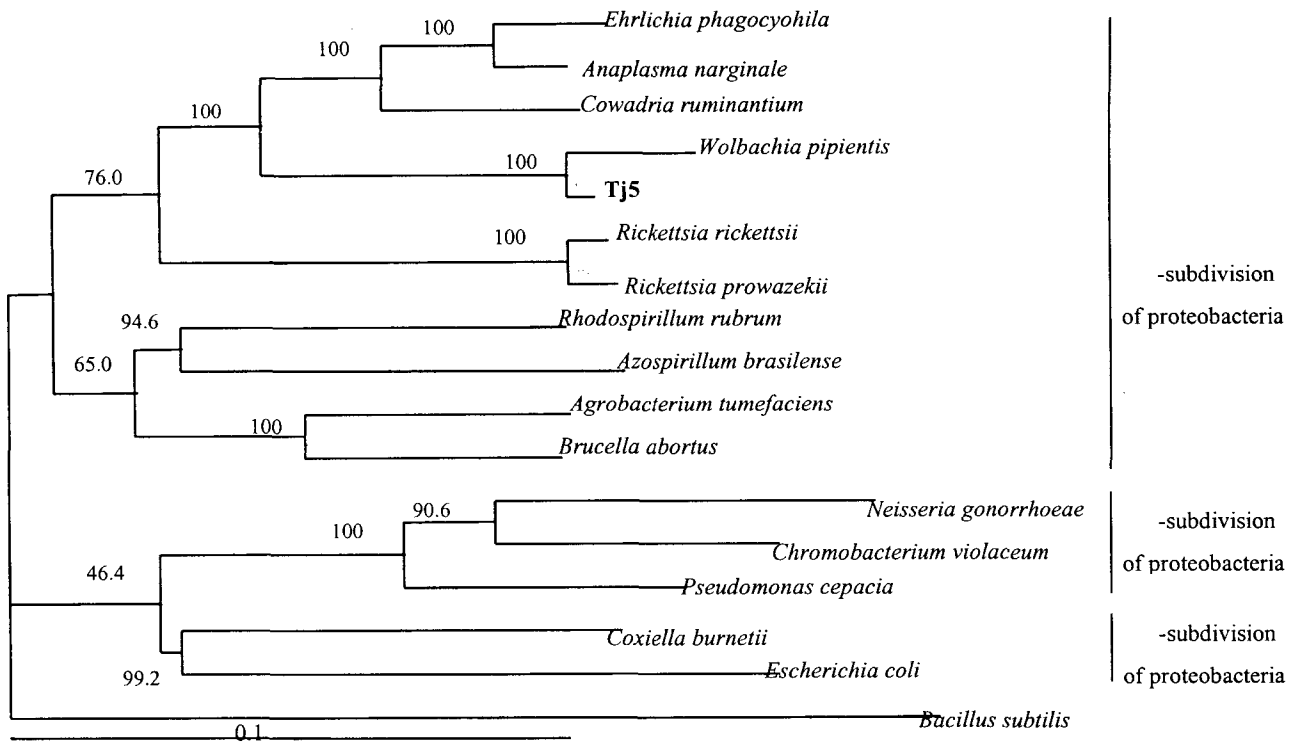 Ehrlichia phagocyohila
100
100
Anaplasma narginale
Cowadria ruminantium
100
Wolbachia pipientis
100
76.0
Tj5
Rickettsia rickettsii
100
-subdivision
of proteobacteria
Rickettsia prowazekii
Rhodospirillum rubrum
94.6
65.0
Azospirillum brasilense
Agrobacterium tumefaciens
100
Brucella abortus
Neisseria gonorrhoeae
90.6
100
-subdivision
of proteobacteria
Chromobacterium violaceum
46.4
Pseudomonas cepacia
Coxiella burnetii
-subdivision
of proteobacteria
Escherichia coli
99.2
Bacillus subtilis
0.1